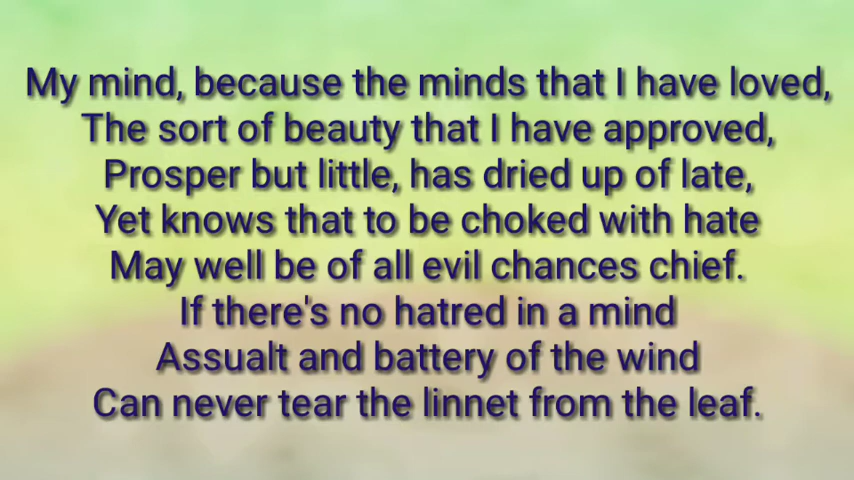 My mind, because the minds that I have loved,
The sort of beauty that I have approved,
Prosper but little, has dried up of late,
Yet knows that to be choked with hate
May well be of all evil chances chief.
If there's no hatred in a mind
Assualt and battery of the wind
Can never tear the linnet from the leaf.